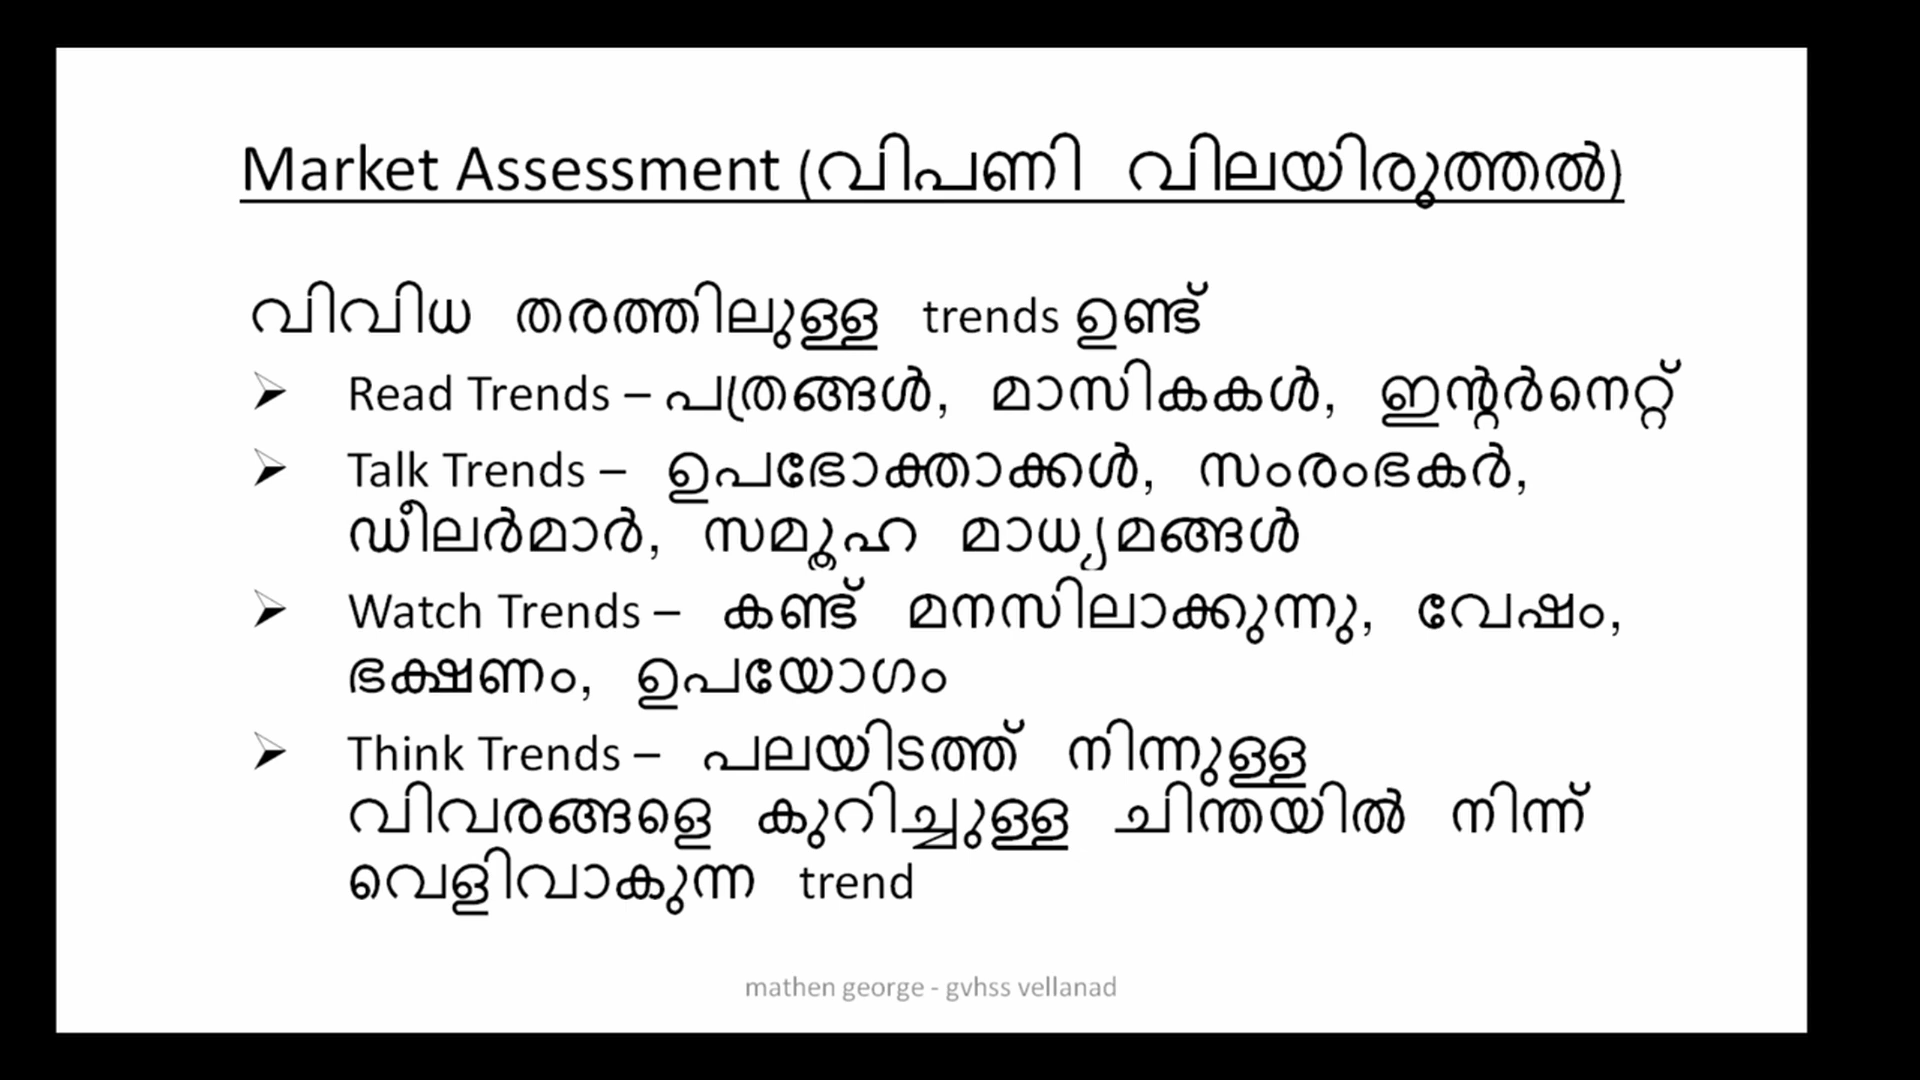 Market Assessment (വിപണി വിലയിരുത്തൽ)
വിവിധ തരത്തിലുള്ള trends ഉണ്ട്
➢ Read Trends – പത്രങ്ങൾ, മാസികകൾ, ഇന്റർനെറ്റ്
➢ Talk Trends – ഉപഭോക്താക്കൾ, സംരംഭകർ,
ഡീലർമാർ, സമൂഹ മാധ്യമങ്ങൾ
➢ Watch Trends – കണ്ട് മനസിലാക്കുന്നു, വേഷം,
ഭക്ഷണം, ഉപയോഗം
➢ Think Trends – പലയിടത്ത് നിന്നുള്ള
വിവരങ്ങളെ കുറിച്ചുള്ള ചിന്തയിൽ നിന്ന്
വെളിവാകുന്ന trend
mathen george - gvhss vellanad